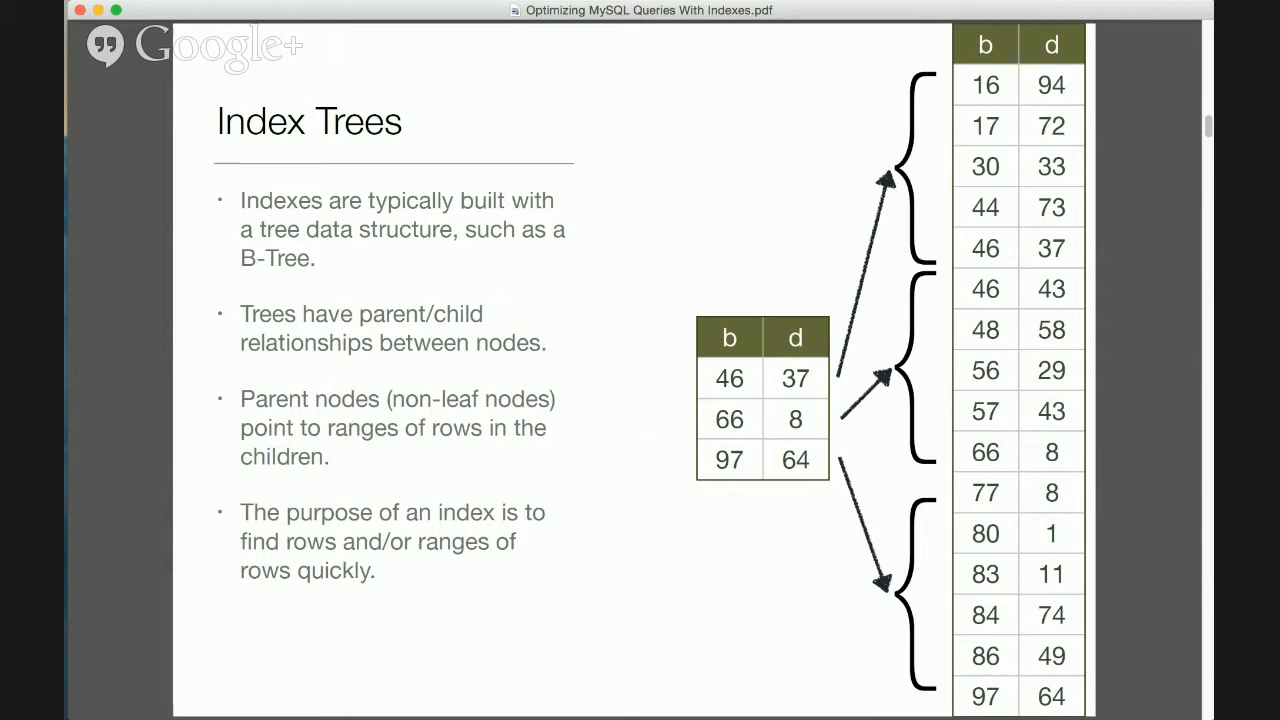 Optimizing MySQL Queries With Indexes.pdf
Google+
Index Trees
• Indexes are typically built with
a tree data structure, such as a
B-Tree.
• Trees have parent/child
relationships between nodes.
• Parent nodes (non-leaf nodes)
point to ranges of rows in the
children.
• The purpose of an index is to
find rows and/or ranges of
rows quickly.
b d
46 37
66 8
97 64
b d
16 94
17 72
30 33
44 73
46 37
46 43
48 58
56 29
57 43
66 8
77 8
80 1
83 11
84 74
86 49
97 64